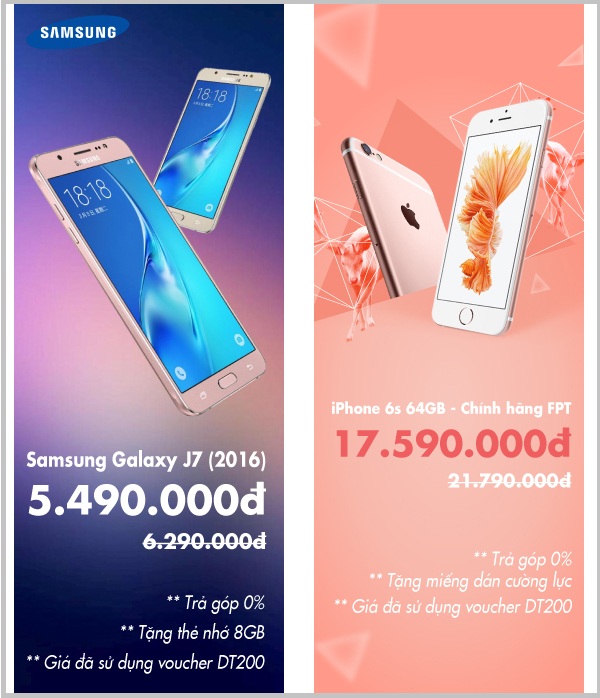 SAMSUNG
18:18
SAMSUNG
18:18
Samsung Galaxy J7 (2016)
5.490.000đ
6.290.000đ
** Trả góp 0%
** Tặng thẻ nhớ 8GB
** Giá đã sử dụng voucher DT200
iPhone 6s 64GB - Chính hãng FPT
17.590.000đ
21.790.000đ
** Trả góp 0%
** Tặng miếng dán cường lực
** Giá đã sử dụng voucher DT200